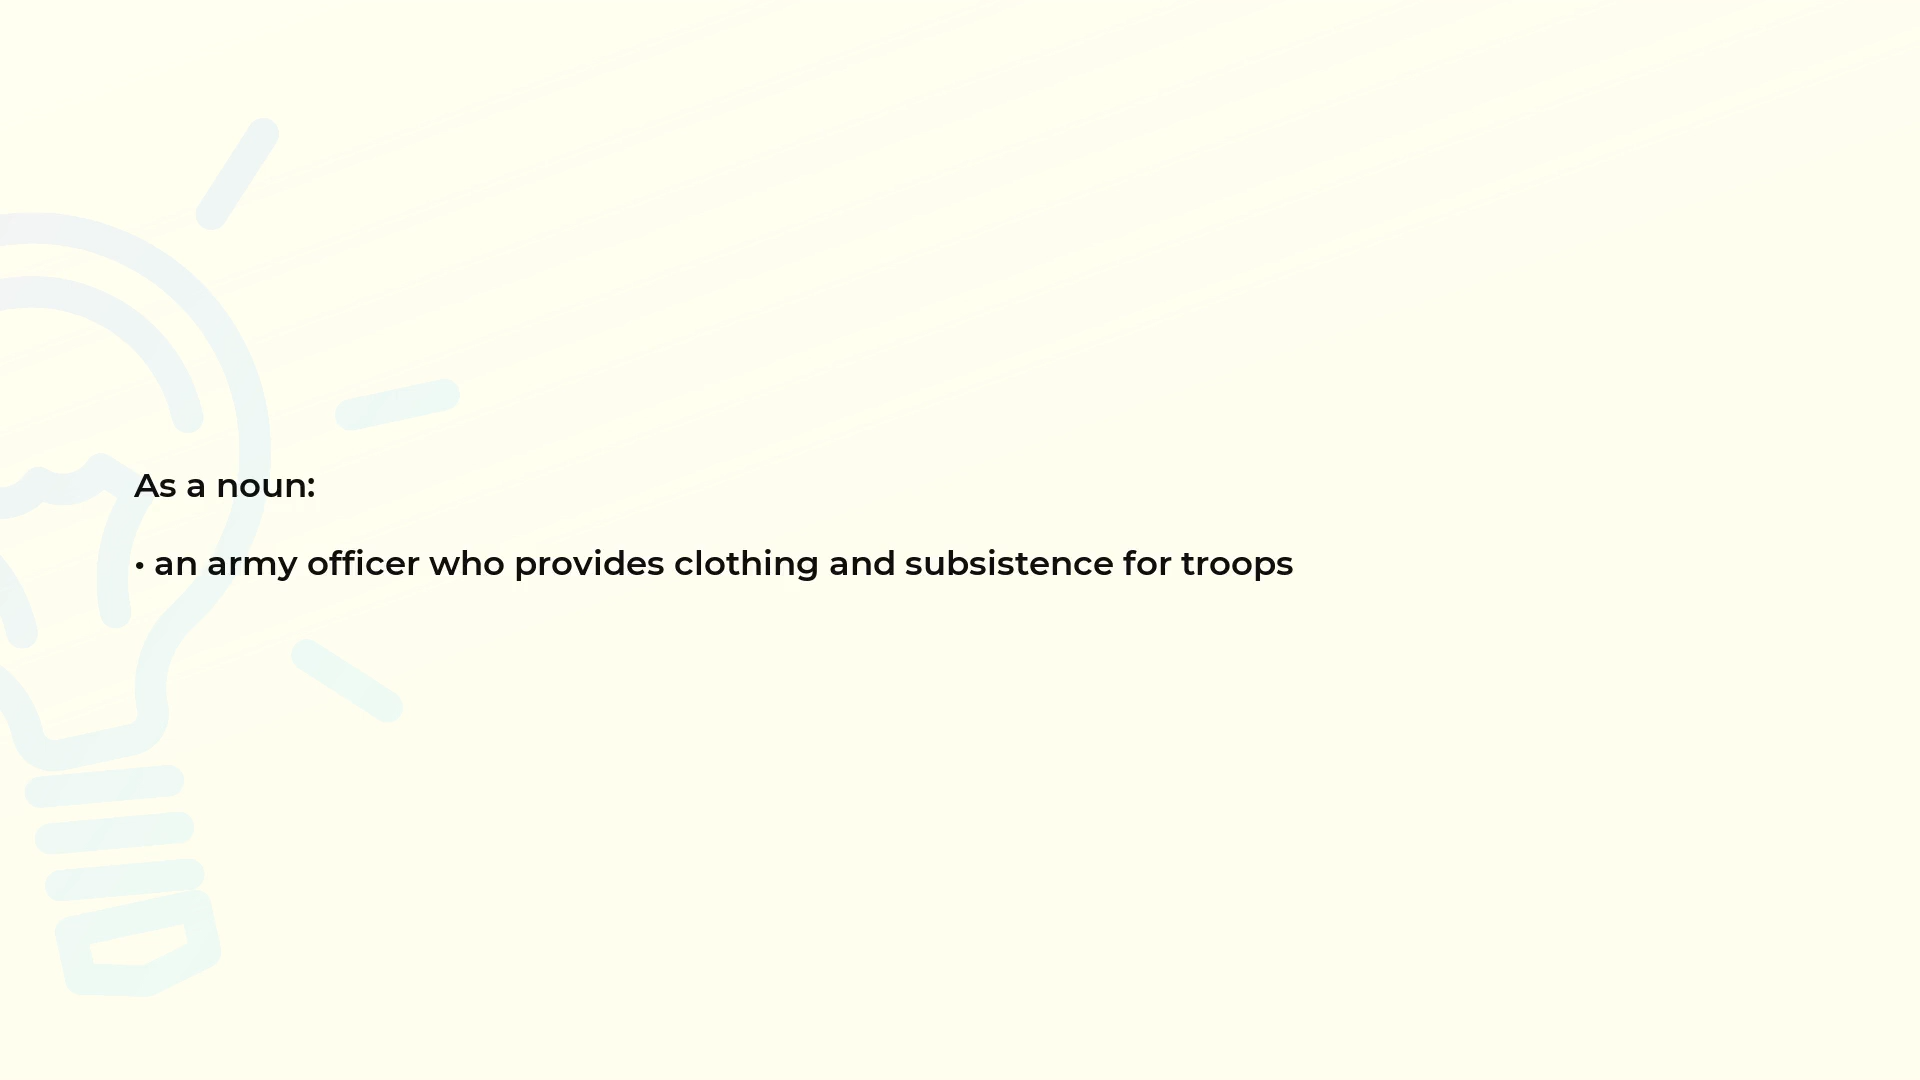 As a noun:
• an army officer who provides clothing and subsistence for troops